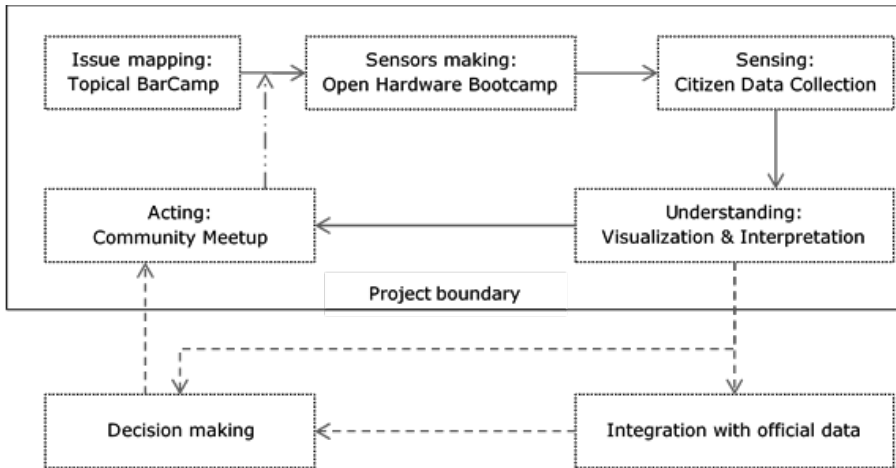 Issue mapping:
Topical BarCamp
Sensors making:
Open Hardware Bootcamp
Sensing:
Citizen Data Collection
Acting:
Community Meetup
Understanding:
Visualization & Interpretation
Project boundary
Decision making
Integration with official data